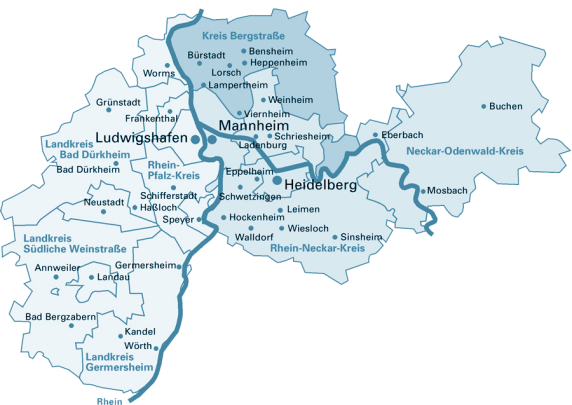 Kreis Bergstraße
Bürstadt
Bensheim
Heppenheim
Lorsch
Worms
Lampertheim
Grünstadt
Weinheim
Frankenthal
Viernheim
Mannheim
Ludwigshafen
Schriesheim
Ladenburg
Buchen
Eberbach
Landkreis
Bad Dürkheim
Neckar-Odenwald-Kreis
Bad Dürkheim
Rhein-
Pfalz-Kreis
Eppelheim
Heidelberg
Mosbach
Schifferstadt
Schwetzingen
Neustadt
Haßloch
Speyer
Hockenheim
Leimen
Walldorf
Wiesloch
Sinsheim
Rhein-Neckar-Kreis
Landkreis
Südliche Weinstraße
Annweiler
Landau
Germersheim
Bad Bergzabern
Kandel
Wörth
Landkreis
Germersheim
Rhein